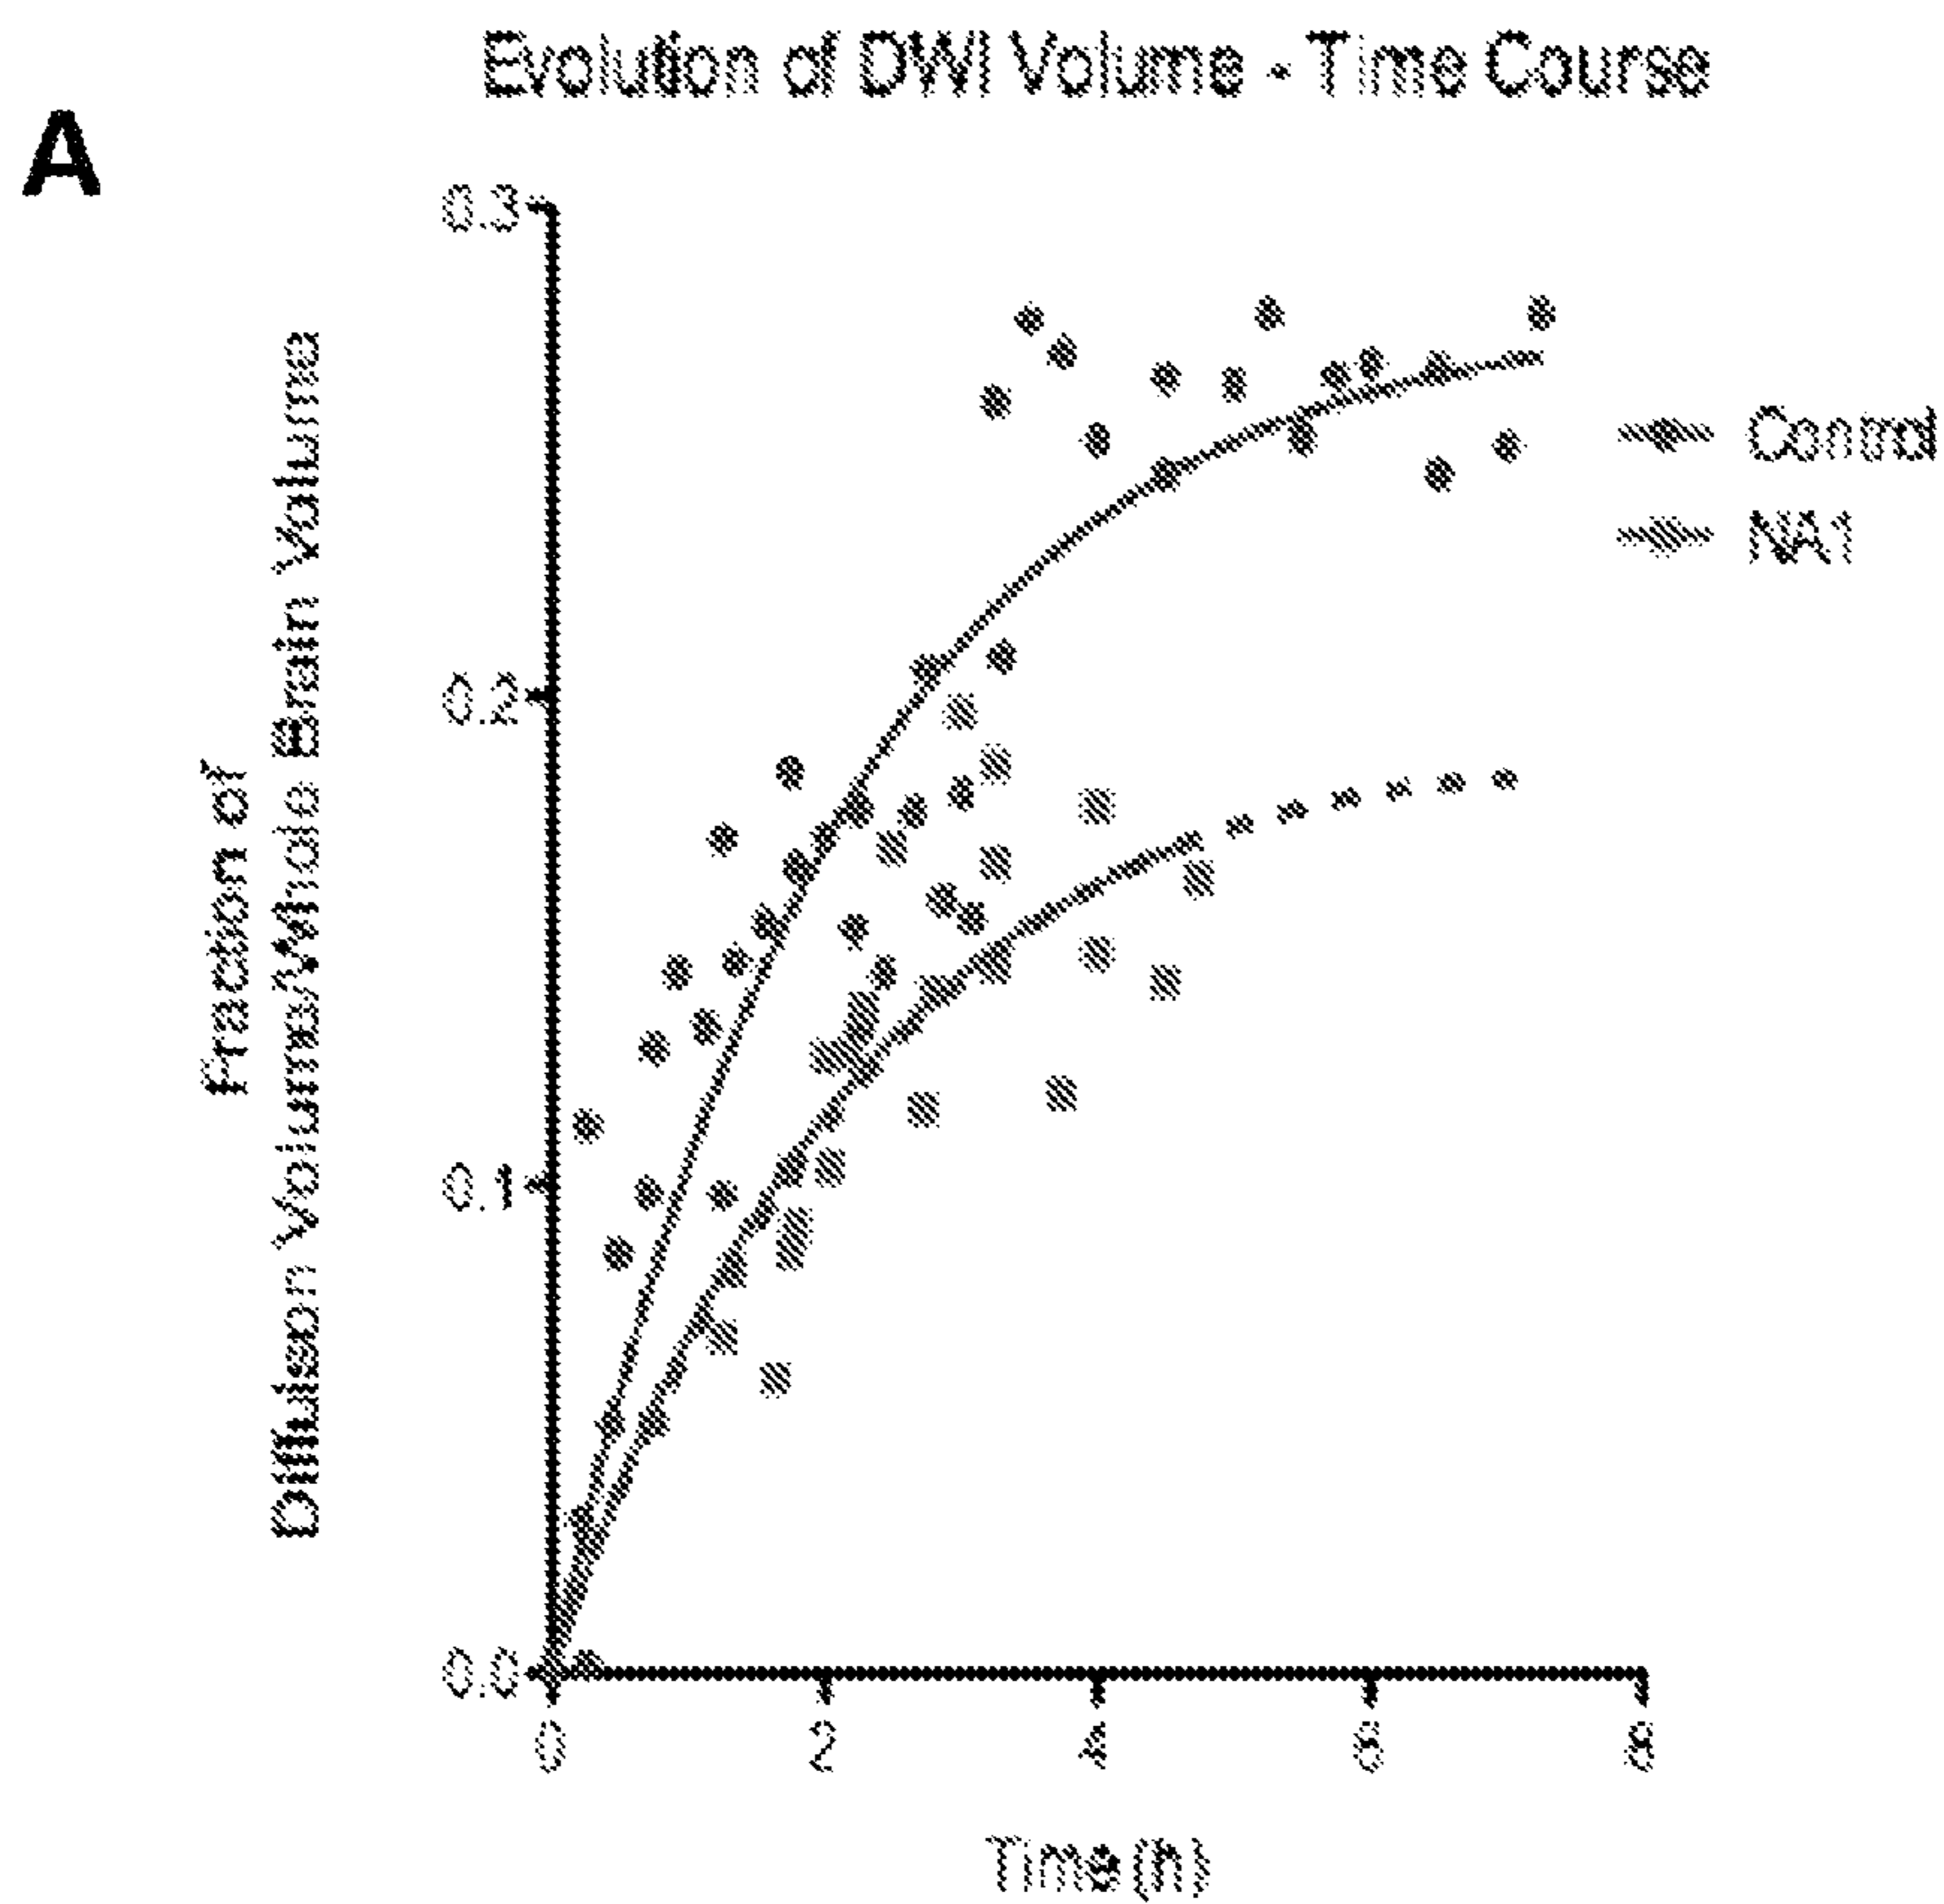 Evolution of DWI Volume - Time Course
A
fraction of
Diffusion Volume/Whole Brain Volume
0.3
0.2
0.1
0.0
0
2
4
6
8
Time (h)
Control
NA1